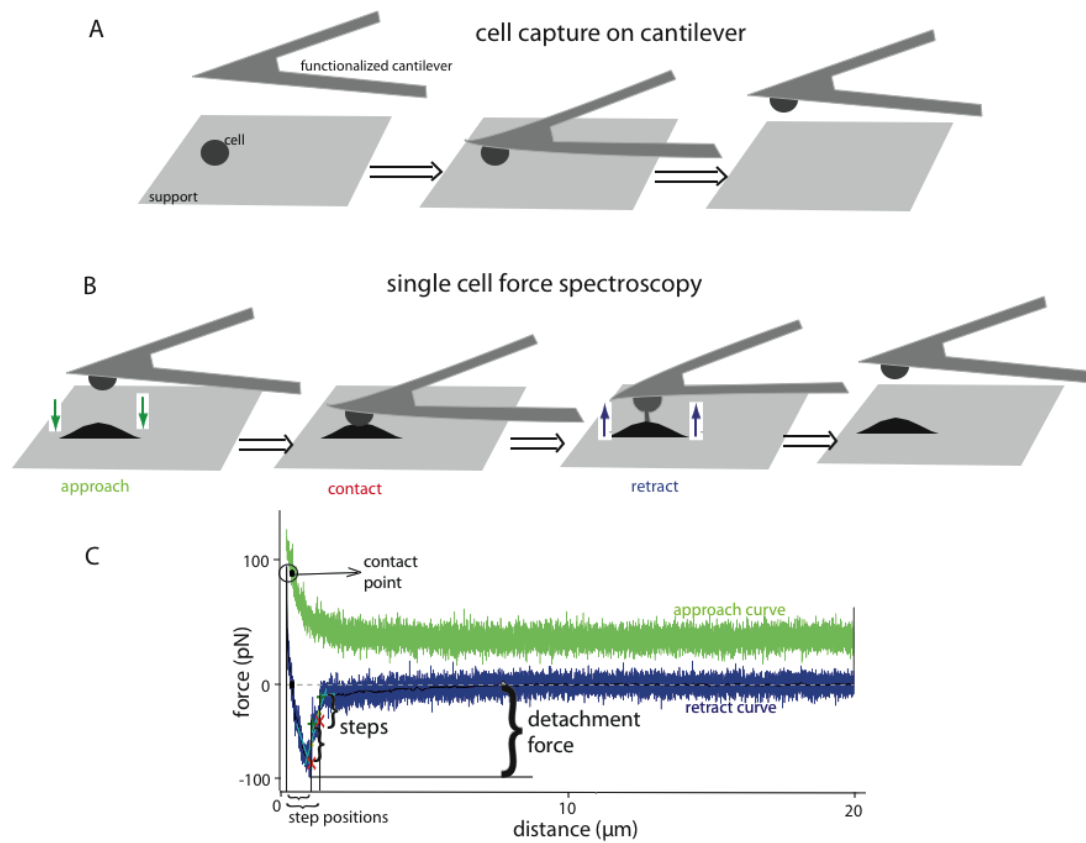 A
cell capture on cantilever
functionalized cantilever
cell
support
B
single cell force spectroscopy
approach
contact
retract
C
contact
point
approach curve
retract curve
steps
detachment
force
force (pN)
100
0
-100
0
10
20
step positions
distance (μm)